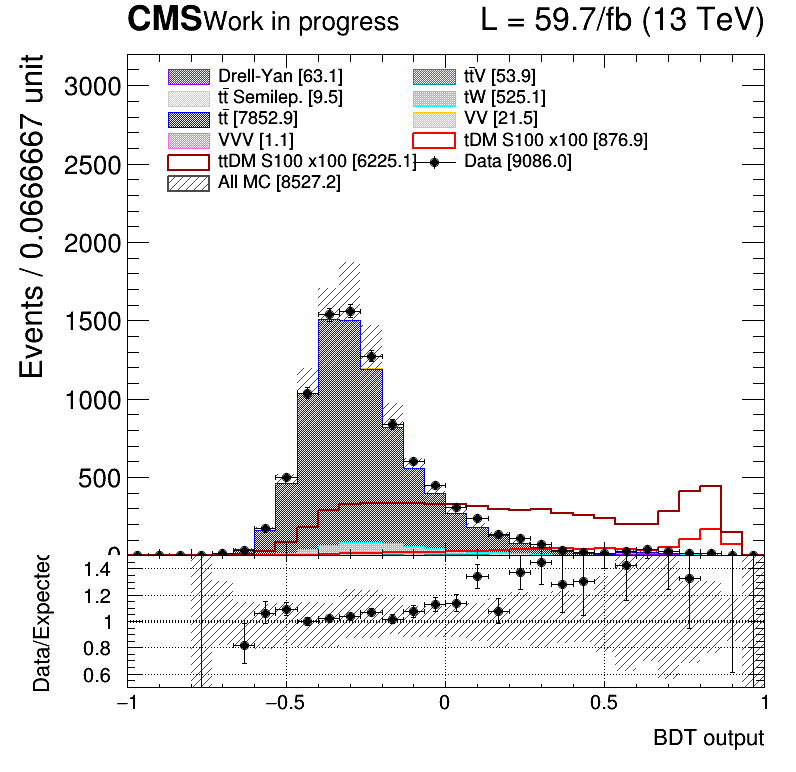 CMS Work in progress L = 59.7/fb (13 TeV)
Events / 0.0666667 unit
3000
2500
2000
1500
1000
500
0
Drell-Yan [63.1] tt̄V [53.9]
tt̄ Semilep. [9.5] tW [525.1]
tt̄ [7852.9] VV [21.5]
VVV [1.1] tDM S100 x100 [876.9]
ttDM S100 x100 [6225.1] Data [9086.0]
All MC [8527.2]
Data/Expected
1.4
1.2
1
0.8
0.6
−1 −0.5 0 0.5 1
BDT output